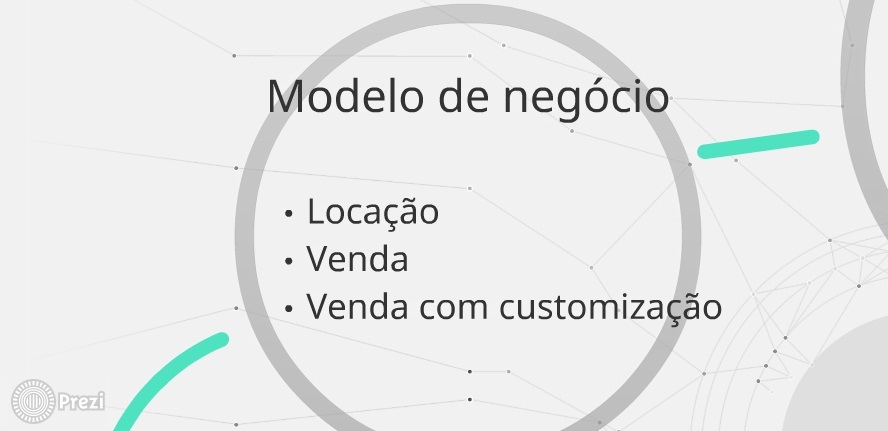 Modelo de negócio
• Locação
• Venda
• Venda com customização
Prezi